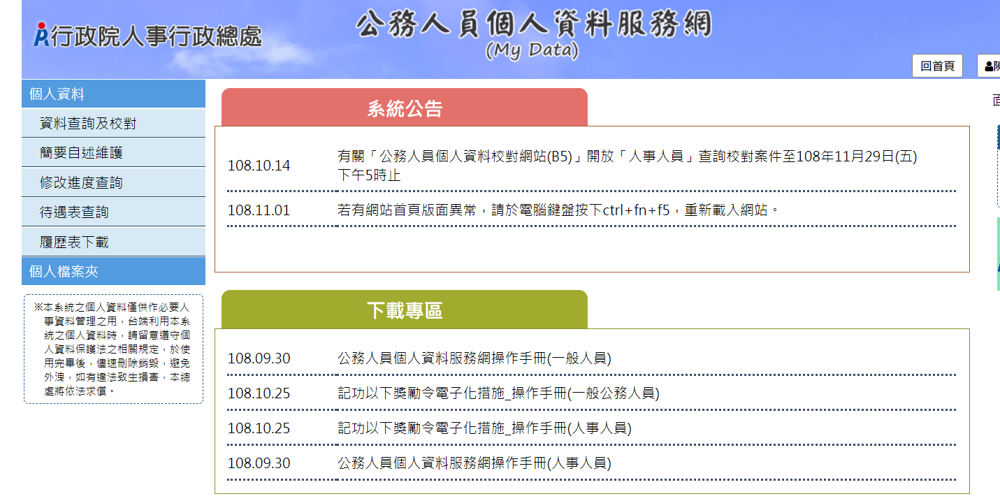 行政院人事行政總處
公務人員個人資料服務網
(My Data)
回首頁
陳
個人資料
資料查詢及校對
簡要自述維護
修改進度查詢
待遇表查詢
履歷表下載
個人檔案夾
※本系統之個人資料僅供作必要人
事資料管理之用，台端利用本系
統之個人資料時，請留意遵守個
人資料保護法之相關規定，於使
用完畢後，儘速刪除銷毀，避免
外洩，如有違法致生損害，本總
處將依法求償。
系統公告
108.10.14
有關「公務人員個人資料校對網站(B5)」開放「人事人員」查詢校對案件至108年11月29日(五)
下午5時止
108.11.01 若有網站首頁版面異常，請於電腦鍵盤按下ctrl+fn+f5，重新載入網站。
下載專區
108.09.30 公務人員個人資料服務網操作手冊(一般人員)
108.10.25 記功以下獎勵令電子化措施_操作手冊(一般公務人員)
108.10.25 記功以下獎勵令電子化措施_操作手冊(人事人員)
108.09.30 公務人員個人資料服務網操作手冊(人事人員)